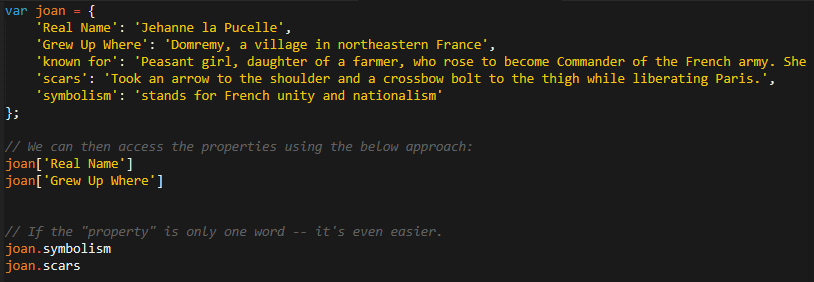 var joan = {
    'Real Name': 'Jehanne la Pucelle',
    'Grew Up Where': 'Domremy, a village in northeastern France',
    'known for': 'Peasant girl, daughter of a farmer, who rose to become Commander of the French army. She
    'scars': 'Took an arrow to the shoulder and a crossbow bolt to the thigh while liberating Paris.',
    'symbolism': 'stands for French unity and nationalism'
};
// We can then access the properties using the below approach:
joan['Real Name']
joan['Grew Up Where']
// If the "property" is only one word -- it's even easier.
joan.symbolism
joan.scars